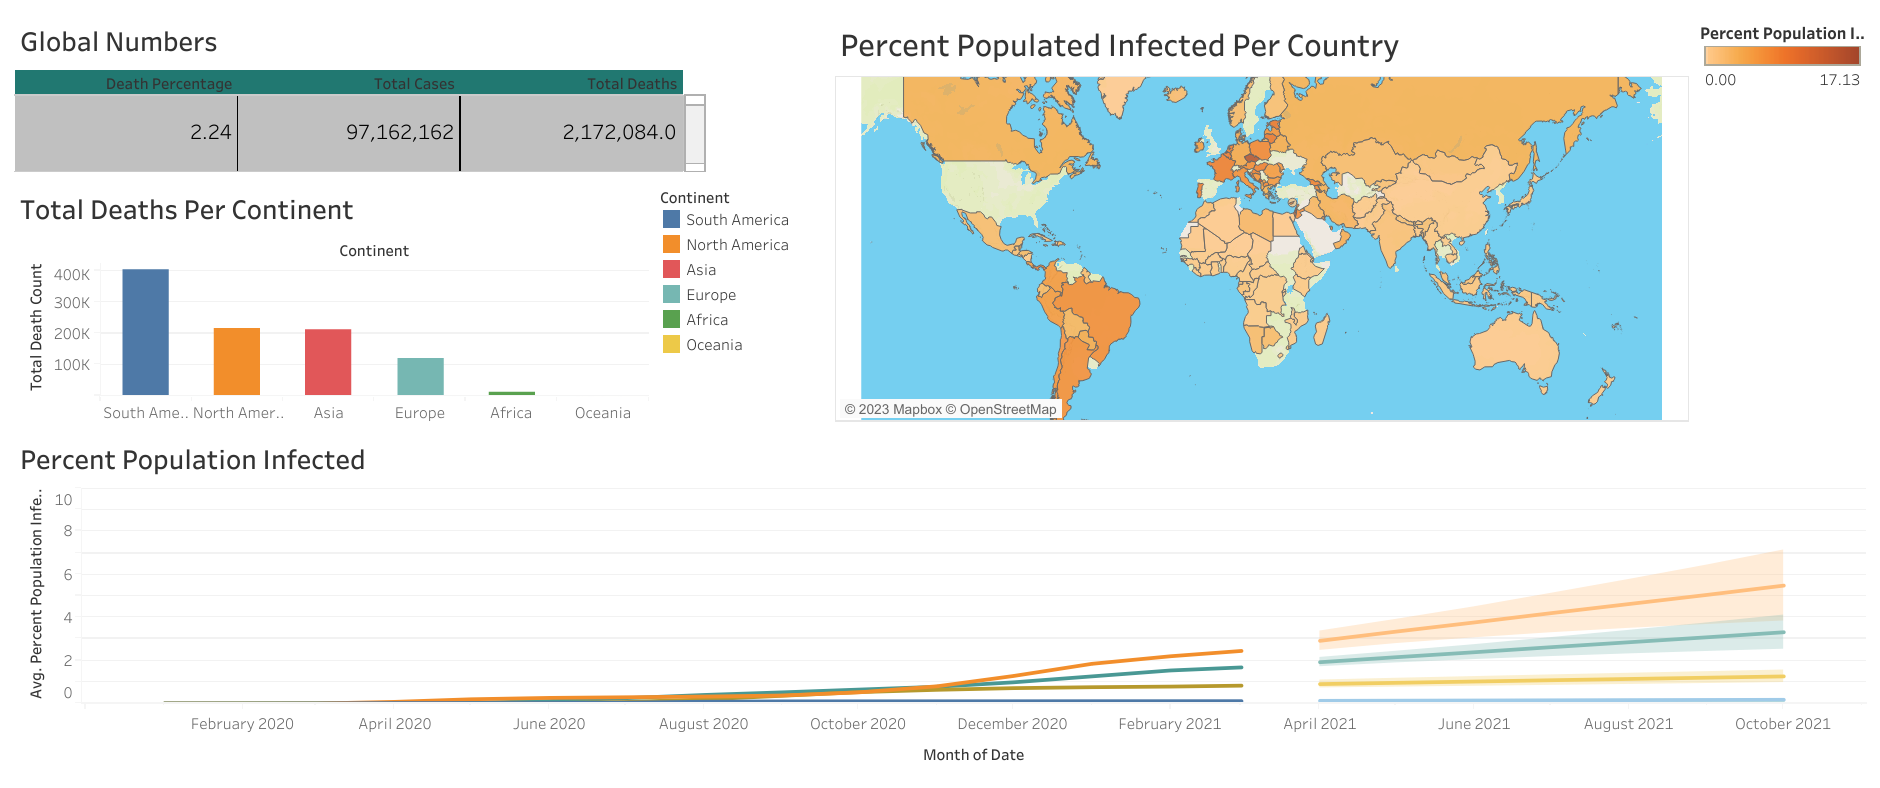 Global Numbers
Death Percentage Total Cases Total Deaths
2.24 97,162,162 2,172,084.0
Total Deaths Per Continent
Continent
Total Death Count
400K
300K
200K
100K
South Ame.. North Amer.. Asia Europe Africa Oceania
Continent
South America
North America
Asia
Europe
Africa
Oceania
Percent Populated Infected Per Country
© 2023 Mapbox © OpenStreetMap
Percent Population I..
0.00 17.13
Percent Population Infected
Avg. Percent Population Infe..
10
8
6
4
2
0
February 2020 April 2020 June 2020 August 2020 October 2020 December 2020 February 2021 April 2021 June 2021 August 2021 October 2021
Month of Date